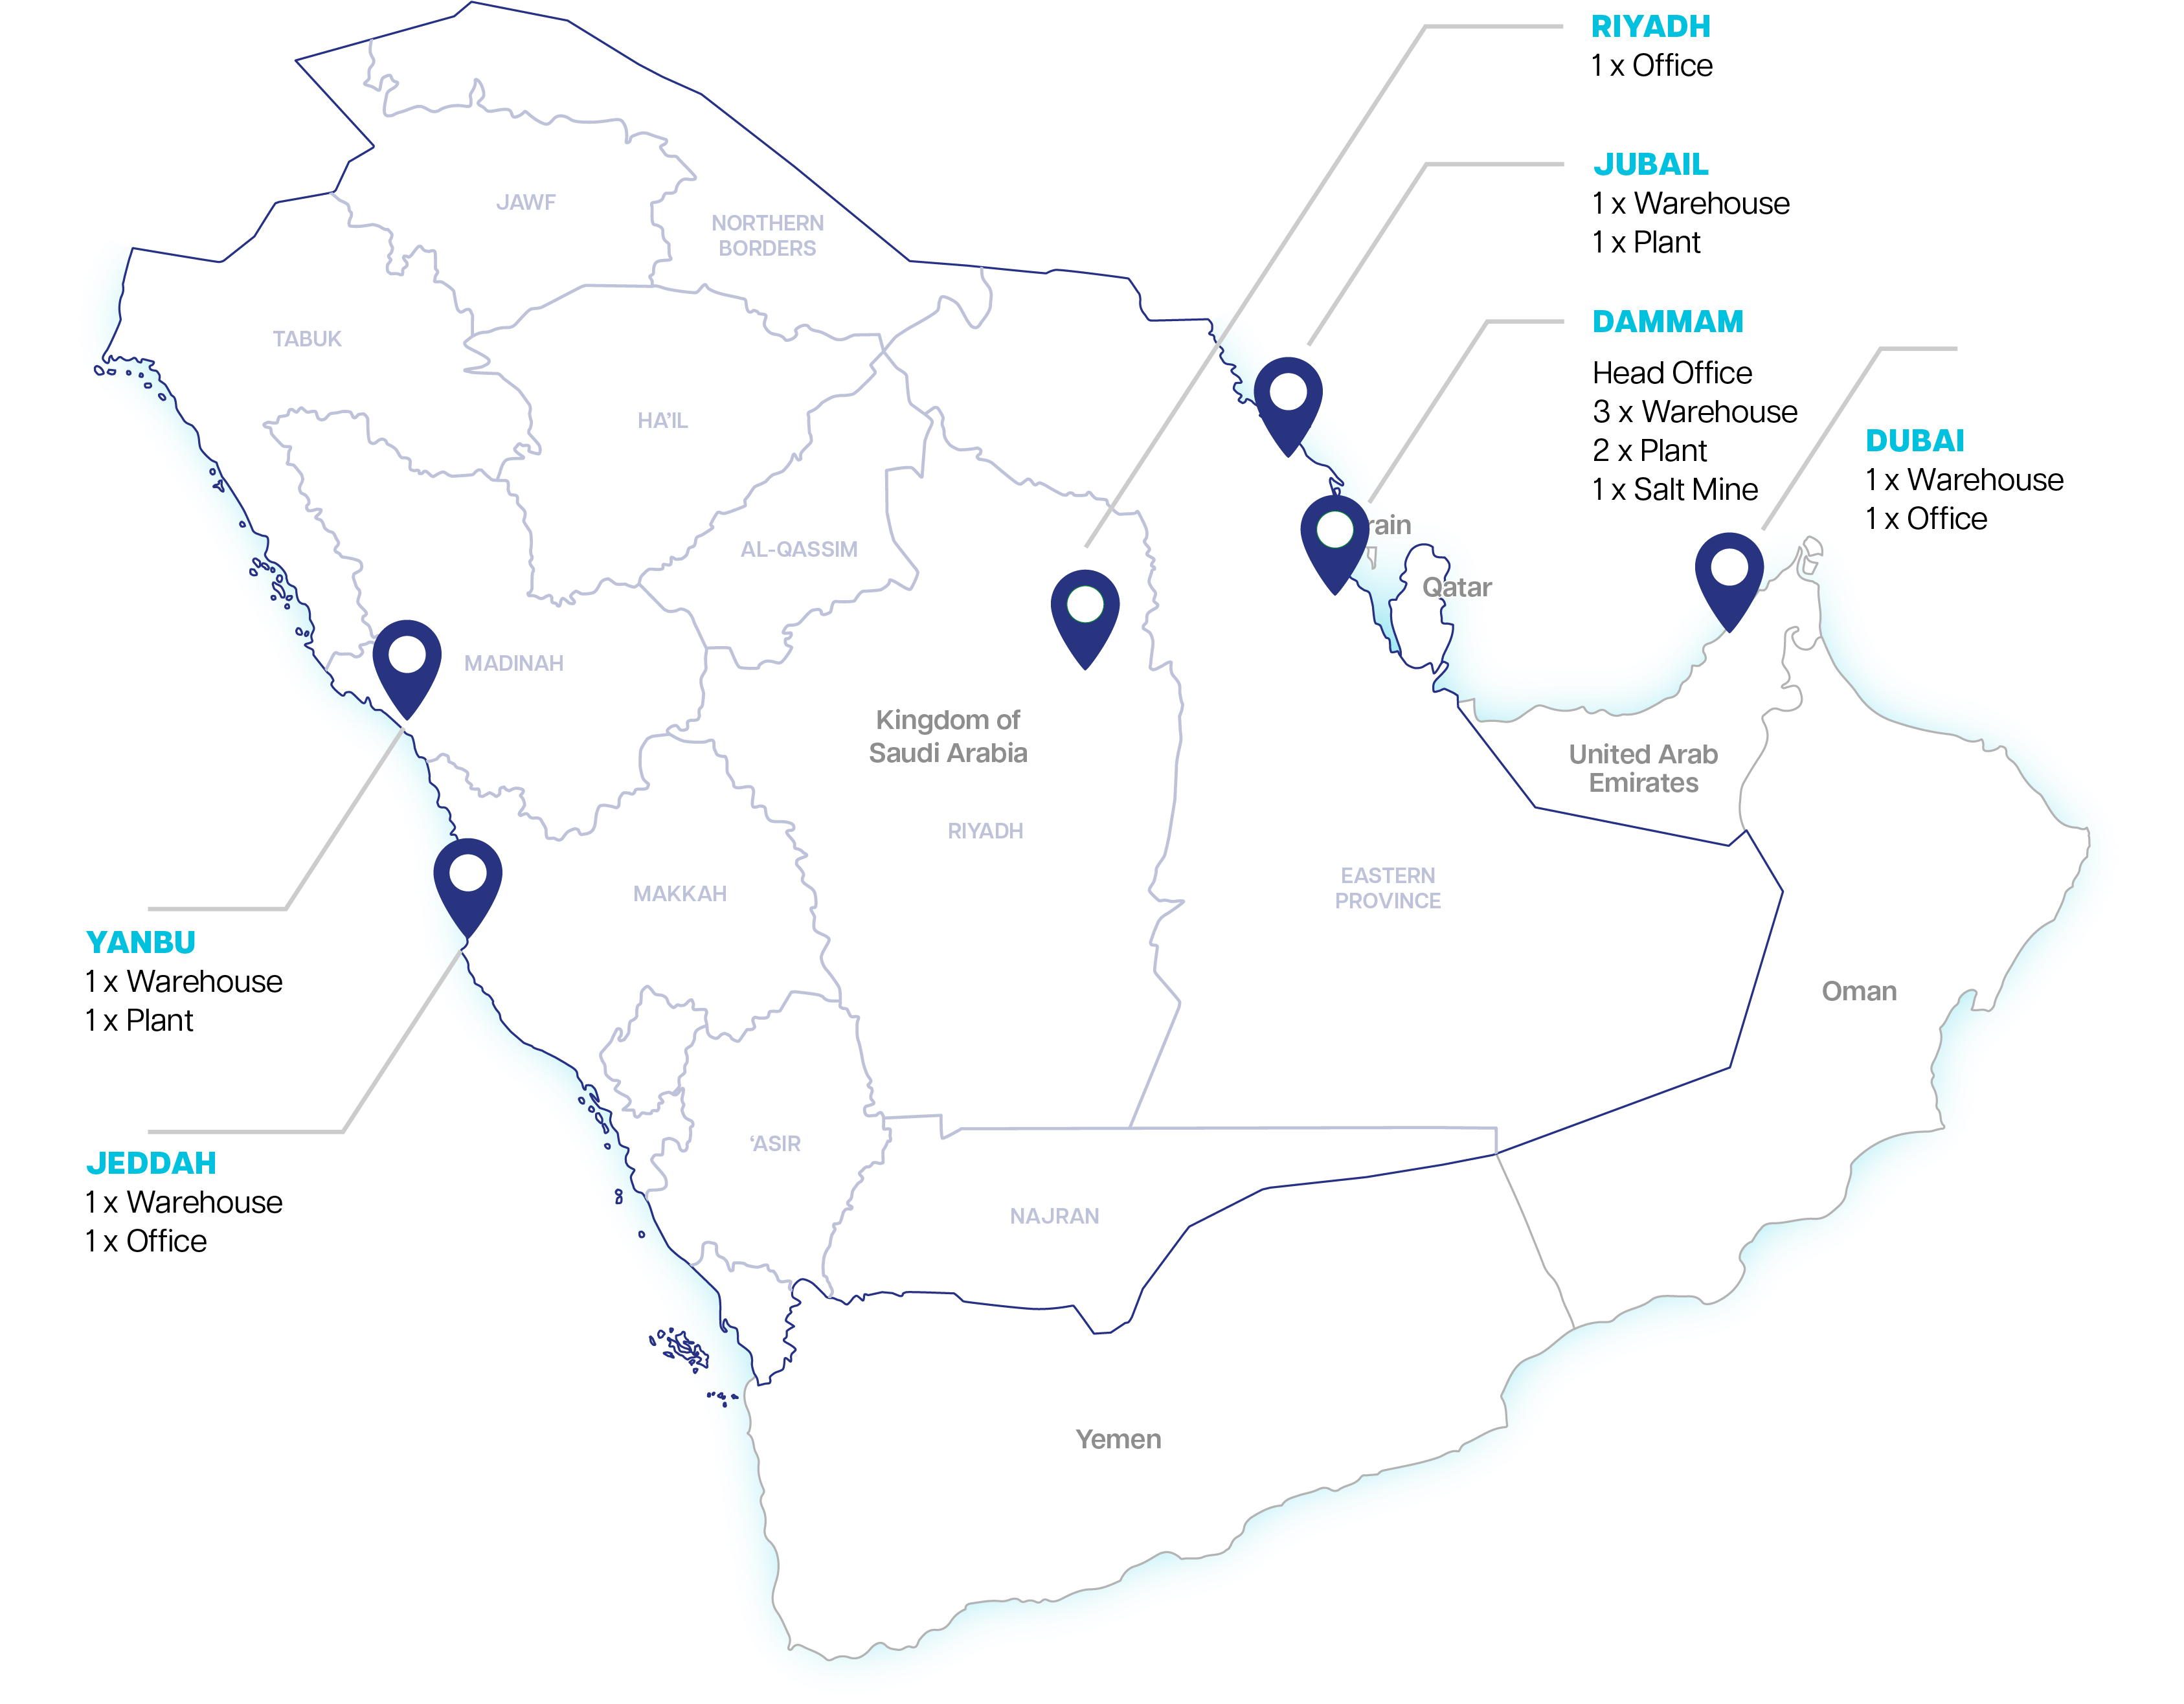 RIYADH
1 x Office
JUBAIL
1 x Warehouse
1 x Plant
DAMMAM
Head Office
3 x Warehouse
2 x Plant
1 x Salt Mine
DUBAI
1 x Warehouse
1 x Office
JAWF
NORTHERN
BORDERS
TABUK
HA'IL
AL-QASSIM
rain
Qatar
MADINAH
Kingdom of
Saudi Arabia
United Arab
Emirates
RIYADH
EASTERN
PROVINCE
MAKKAH
YANBU
1 x Warehouse
1 x Plant
Oman
JEDDAH
1 x Warehouse
1 x Office
‘ASIR
NAJRAN
Yemen